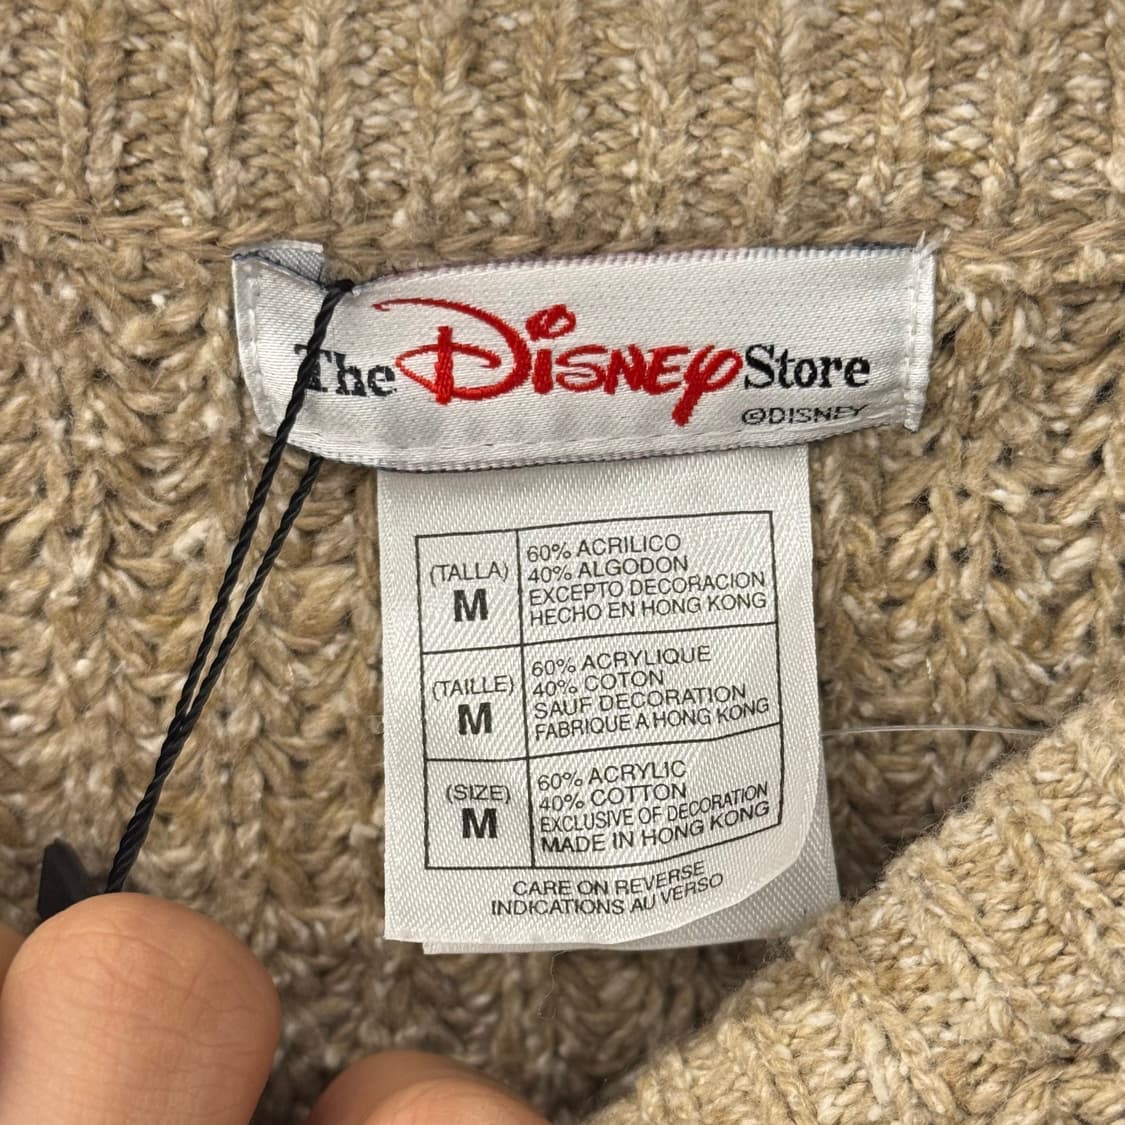 The Disney Store
©DISNEY
(TALLA)
M
60% ACRILICO
40% ALGODON
EXCEPTO DECORACION
HECHO EN HONG KONG
(TAILLE)
M
60% ACRYLIQUE
40% COTON
SAUF DECORATION
FABRIQUE A HONG KONG
(SIZE)
M
60% ACRYLIC
40% COTTON
EXCLUSIVE OF DECORATION
MADE IN HONG KONG
CARE ON REVERSE
INDICATIONS AU VERSO